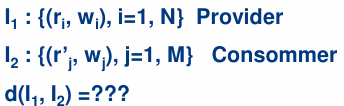 I₁ : {(rᵢ, wᵢ), i=1, N} Provider
I₂ : {(r’ⱼ, wⱼ), j=1, M} Consommer
d(I₁, I₂) =???